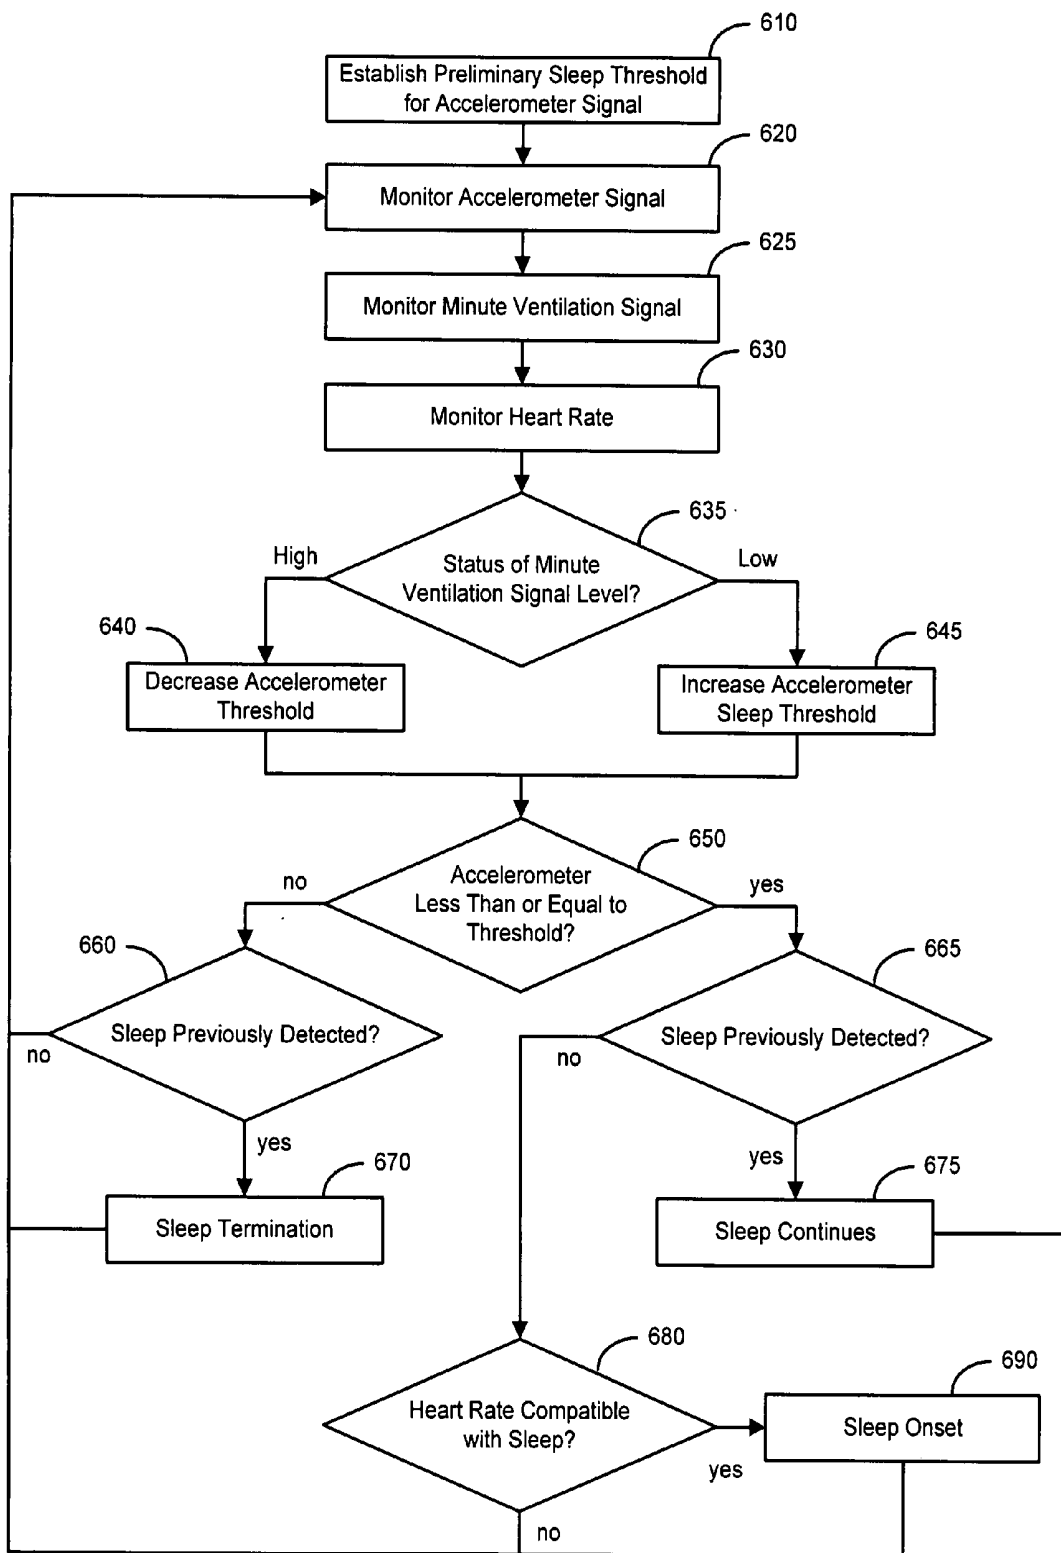 610
Establish Preliminary Sleep Threshold
for Accelerometer Signal
620
Monitor Accelerometer Signal
625
Monitor Minute Ventilation Signal
630
Monitor Heart Rate
635
High
Status of Minute
Ventilation Signal Level?
Low
640
Decrease Accelerometer
Threshold
645
Increase Accelerometer
Sleep Threshold
650
no
Accelerometer
Less Than or Equal to
Threshold?
yes
660
Sleep Previously Detected?
no
yes
665
Sleep Previously Detected?
no
yes
670
Sleep Termination
675
Sleep Continues
680
Heart Rate Compatible
with Sleep?
yes
no
690
Sleep Onset